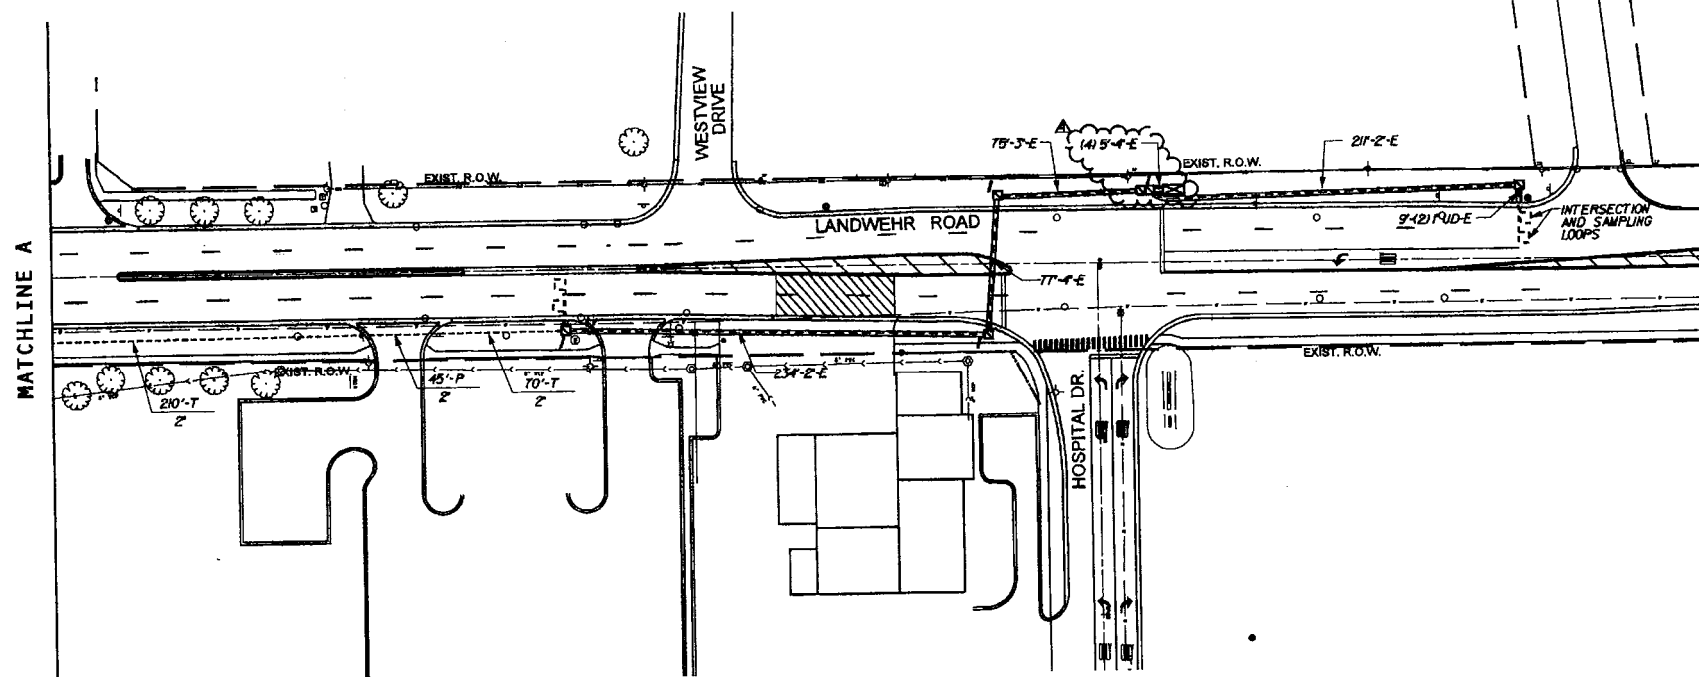 MATCHLINE A
WESTVIEW
DRIVE
EXIST. R.O.W.
75'-3"-E
(4) 5'-4"-E
EXIST. R.O.W.
211'-2"-E
LANDWEHR ROAD
9'-(2) 1" UD-E
INTERSECTION
AND SAMPLING
LOOPS
77'-4"-E
EXIST. R.O.W.
EXIST. R.O.W.
210'-T
2"
45'-P
2"
70'-T
2"
234'-2"-E
HOSPITAL DR.